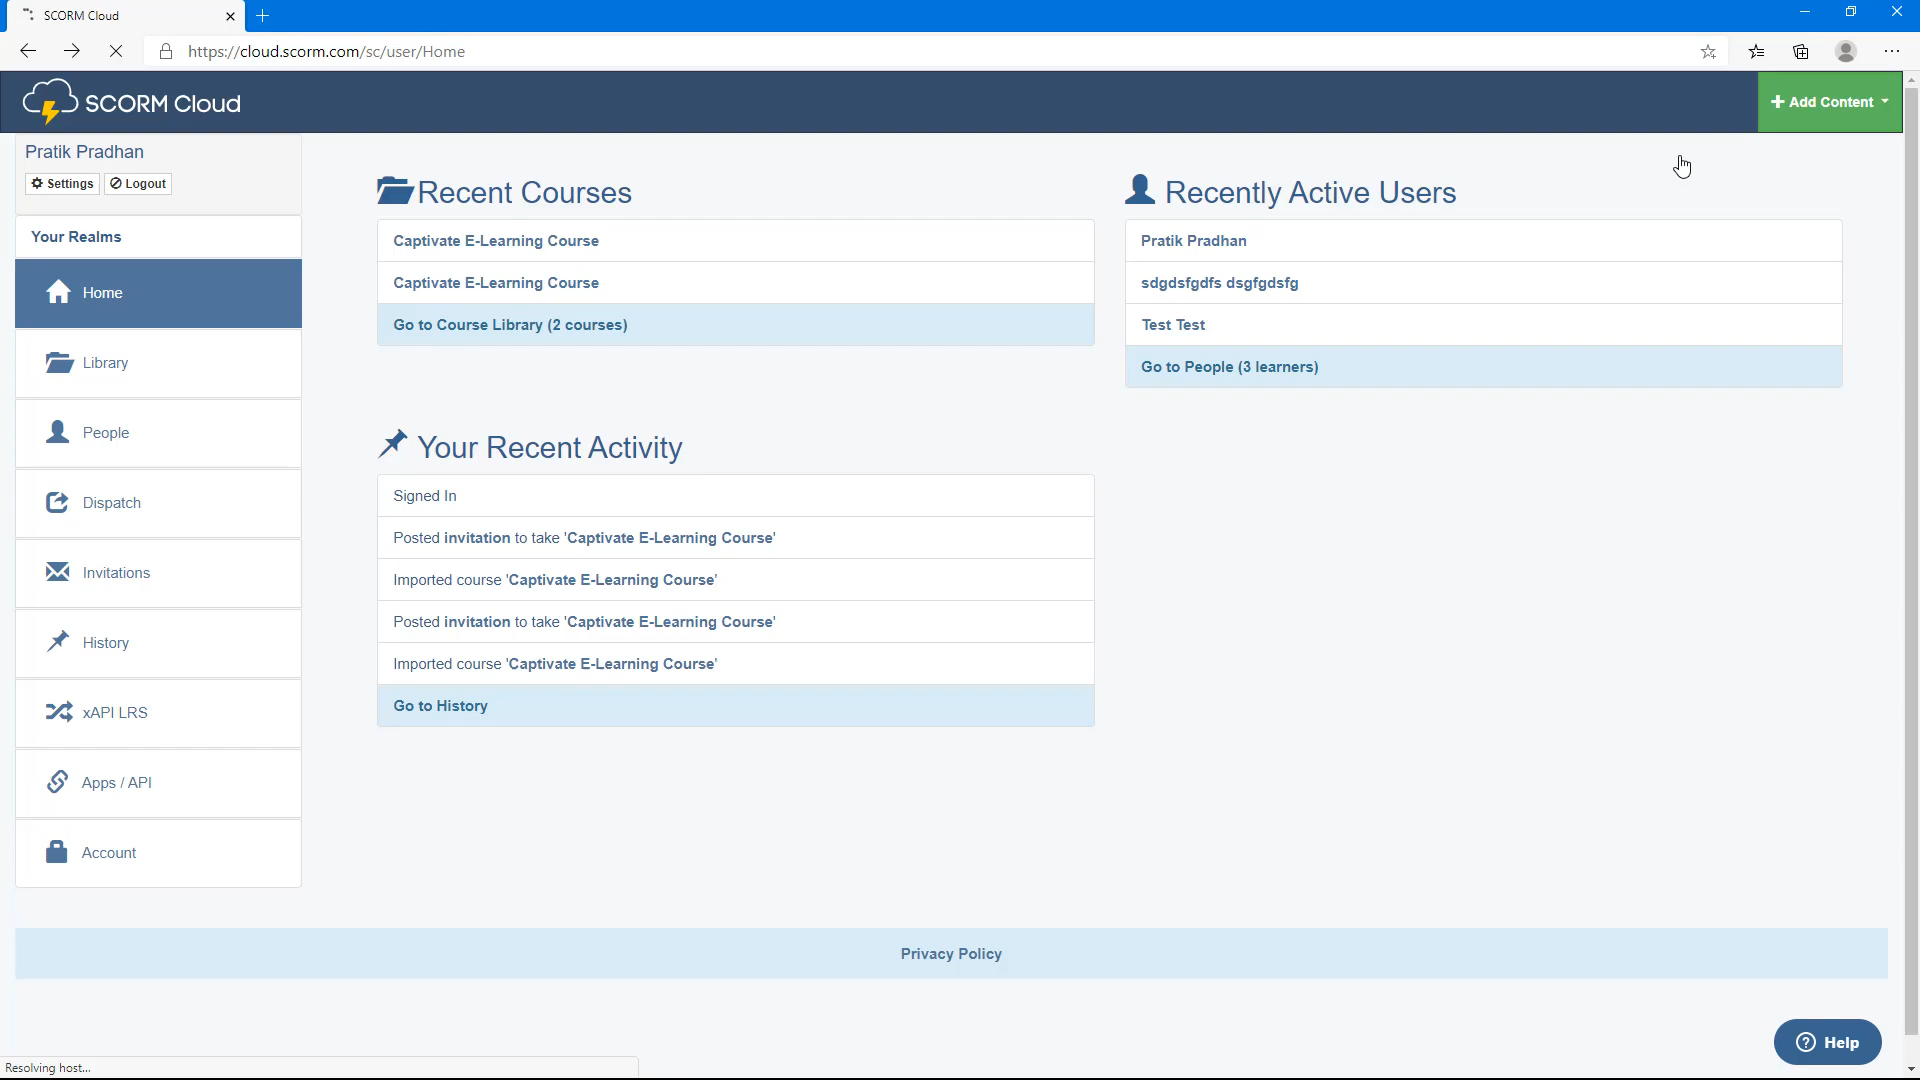 SCORM Cloud
https://cloud.scorm.com/sc/user/Home
SCORM Cloud
Add Content
Pratik Pradhan
Settings
Logout
Your Realms
Home
Library
People
Dispatch
Invitations
History
xAPI LRS
Apps / API
Account
Recent Courses
Captivate E-Learning Course
Captivate E-Learning Course
Go to Course Library (2 courses)
Recently Active Users
Pratik Pradhan
sdgdsfgdfs dsgfgdsfg
Test Test
Go to People (3 learners)
Your Recent Activity
Signed In
Posted invitation to take 'Captivate E-Learning Course'
Imported course 'Captivate E-Learning Course'
Posted invitation to take 'Captivate E-Learning Course'
Imported course 'Captivate E-Learning Course'
Go to History
Privacy Policy
Help
Resolving host...